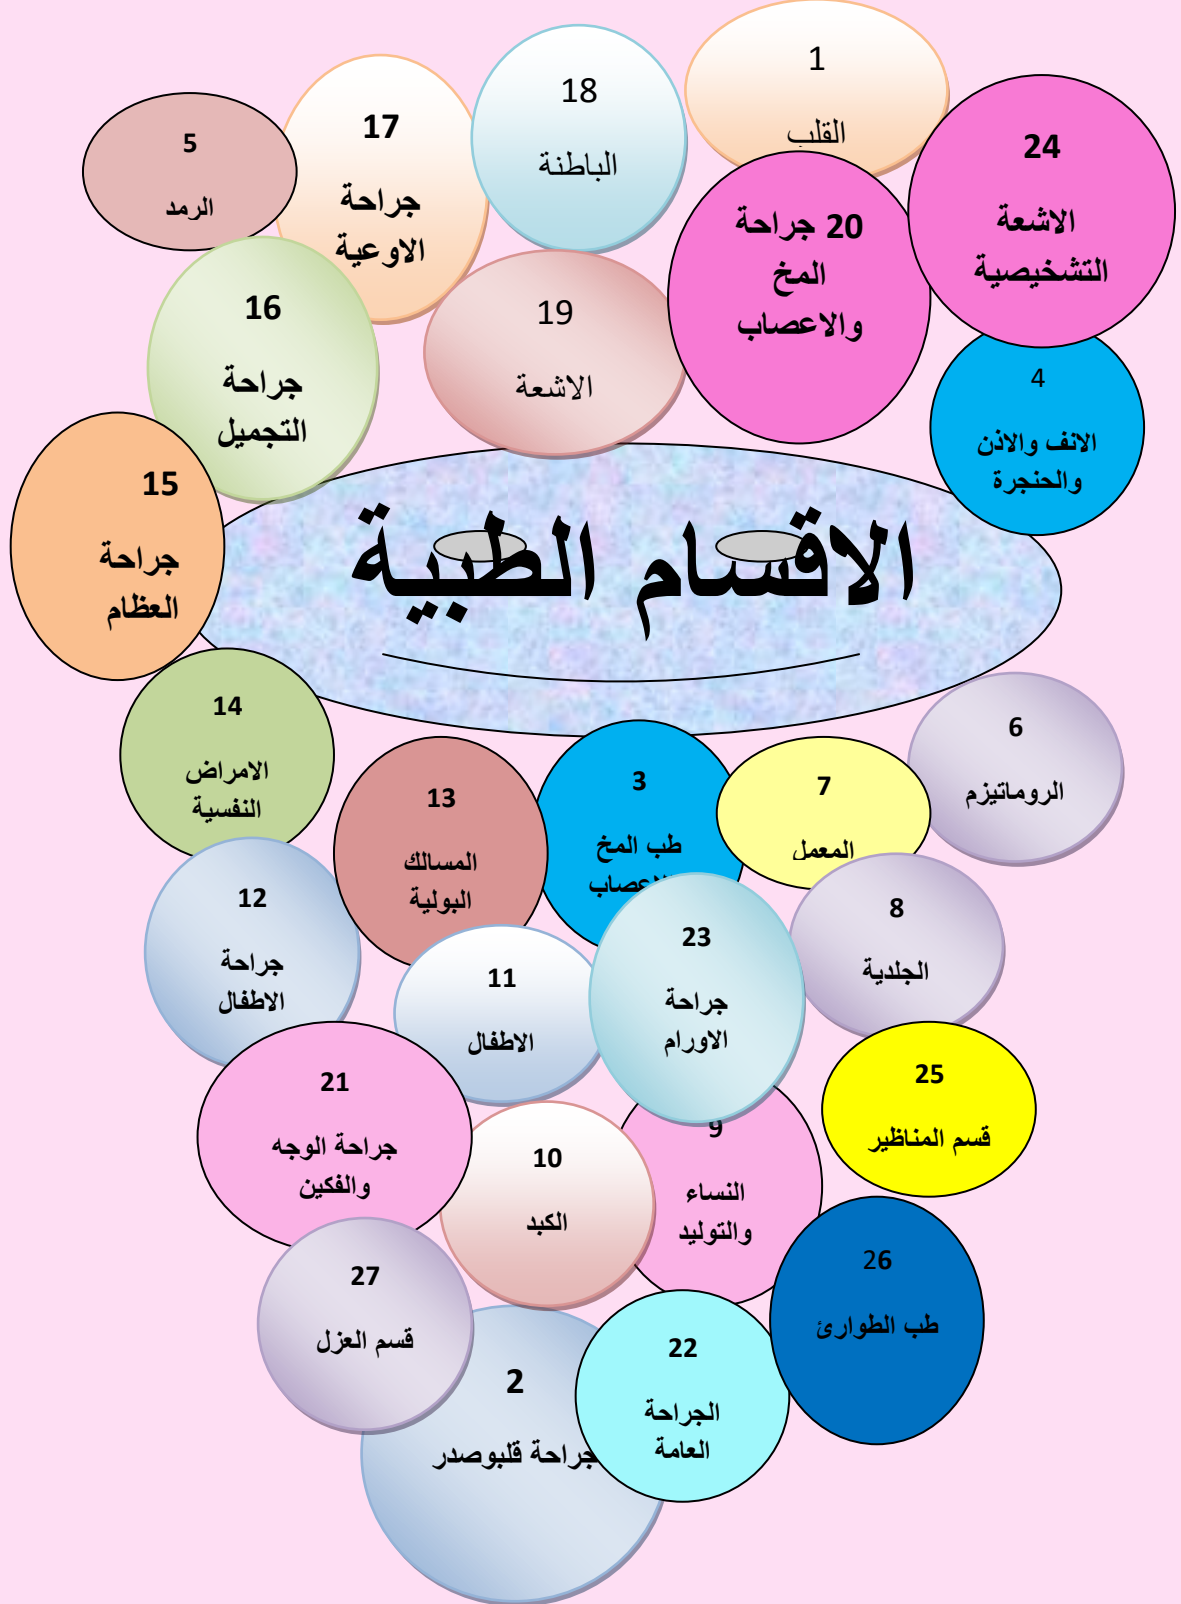 1
القلب
18
الباطنة
17
جراحة
الاوعية
5
الرمد
24
الاشعة
التشخيصية
20 جراحة
المخ
والاعصاب
16
جراحة
التجميل
19
الاشعة
4
الانف والاذن
والحنجرة
15
جراحة
العظام
الاقسام الطبية
14
الامراض
النفسية
6
الروماتيزم
3
طب المخ
7
المعمل
13
المسالك
البولية
12
جراحة
الاطفال
8
الجلدية
23
جراحة
الاورام
11
الاطفال
21
جراحة الوجه
والفكين
25
قسم المناظير
9
النساء
والتوليد
10
الكبد
27
قسم العزل
26
طب الطوارئ
22
الجراحة
العامة
2
جراحة قلبوصدر